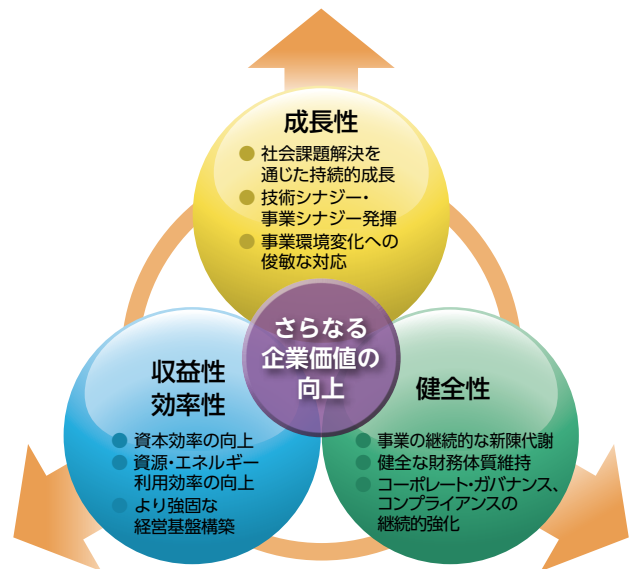 成長性
● 社会課題解決を
通じた持続的成長
● 技術シナジー・
事業シナジー発揮
● 事業環境変化への
俊敏な対応
さらなる
企業価値の
向上
収益性
効率性
● 資本効率の向上
● 資源・エネルギー
利用効率の向上
● より強固な
経営基盤構築
健全性
● 事業の継続的な新陳代謝
● 健全な財務体質維持
● コーポレート・ガバナンス、
コンプライアンスの
継続的強化